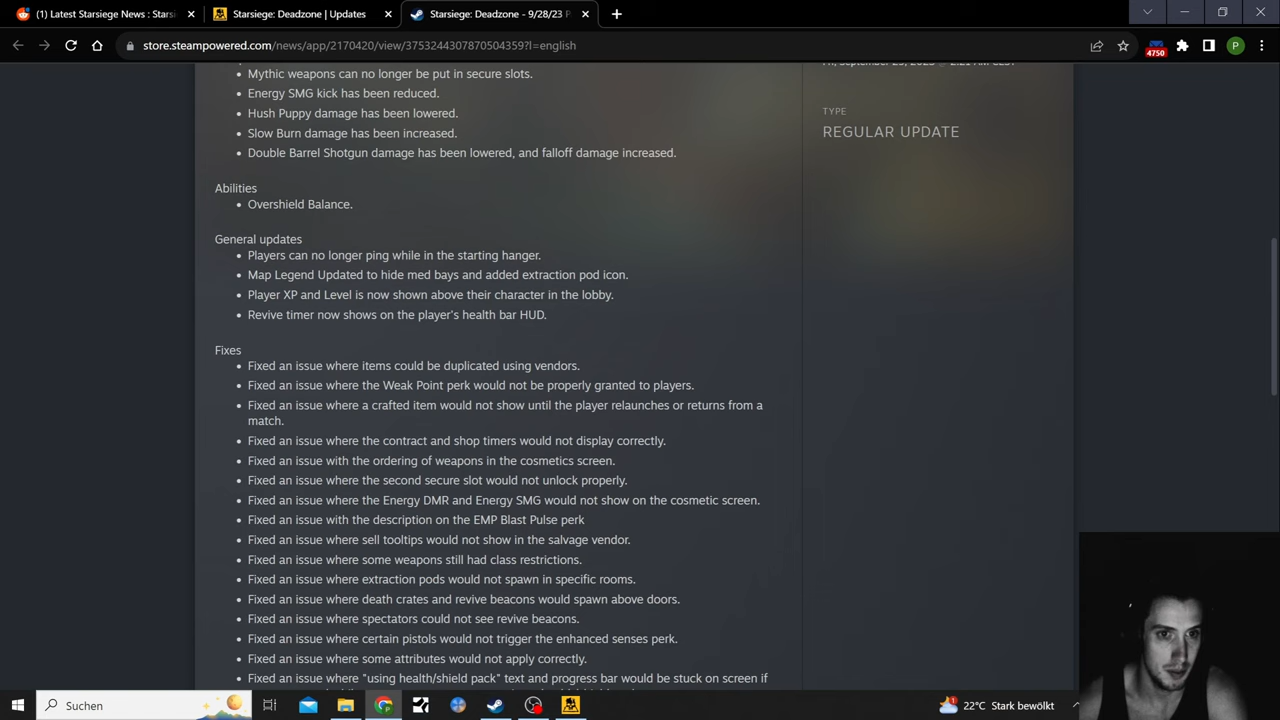 (1) Latest Starsiege News : Starsi
Starsiege: Deadzone | Updates
Starsiege: Deadzone - 9/28/23 P
store.steampowered.com/news/app/2170420/view/3753244307870504359?l=english
P
4750
Mythic weapons can no longer be put in secure slots.
Energy SMG kick has been reduced.
Hush Puppy damage has been lowered.
Slow Burn damage has been increased.
Double Barrel Shotgun damage has been lowered, and falloff damage increased.
TYPE
REGULAR UPDATE
Abilities
Overshield Balance.
General updates
Players can no longer ping while in the starting hanger.
Map Legend Updated to hide med bays and added extraction pod icon.
Player XP and Level is now shown above their character in the lobby.
Revive timer now shows on the player's health bar HUD.
Fixes
Fixed an issue where items could be duplicated using vendors.
Fixed an issue where the Weak Point perk would not be properly granted to players.
Fixed an issue where a crafted item would not show until the player relaunches or returns from a
match.
Fixed an issue where the contract and shop timers would not display correctly.
Fixed an issue with the ordering of weapons in the cosmetics screen.
Fixed an issue where the second secure slot would not unlock properly.
Fixed an issue where the Energy DMR and Energy SMG would not show on the cosmetic screen.
Fixed an issue with the description on the EMP Blast Pulse perk
Fixed an issue where sell tooltips would not show in the salvage vendor.
Fixed an issue where some weapons still had class restrictions.
Fixed an issue where extraction pods would not spawn in specific rooms.
Fixed an issue where death crates and revive beacons would spawn above doors.
Fixed an issue where spectators could not see revive beacons.
Fixed an issue where certain pistols would not trigger the enhanced senses perk.
Fixed an issue where some attributes would not apply correctly.
Fixed an issue where "using health/shield pack" text and progress bar would be stuck on screen if
Suchen
1
22°C Stark bewölkt